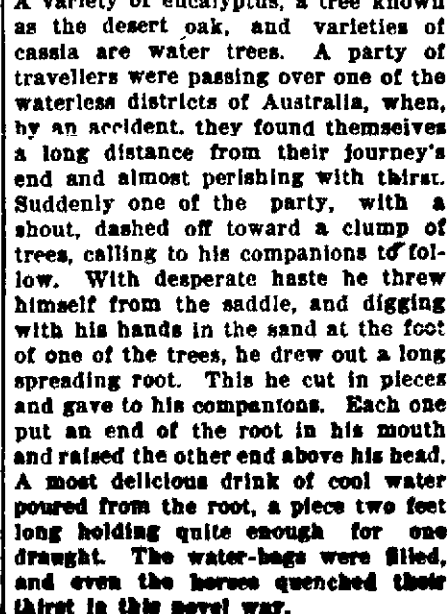 A variety of eucalyptus, a tree known
as the desert oak, and varieties of
cassia are water trees. A party of
travellers were passing over one of the
waterless districts of Australia, when,
by an accident, they found themseives
a long distance from their journey's
end and almost perishing with thirst.
Suddenly one of the party, with a
shout, dashed off toward a clump of
trees, calling to his companions to fol-
low. With desperate haste he threw
himself from the saddle, and digging
with his hands in the sand at the foot
of one of the trees, he drew out a long
spreading root. This he cut in pieces
and gave to his companions. Each one
put an end of the root in his mouth
and raised the other end above his head.
A most delicious drink of cool water
poured from the root, a piece two feet
long holding quite enough for one
draught. The water-bags were filled,
and even the horses quenched their
thirst in this novel way.